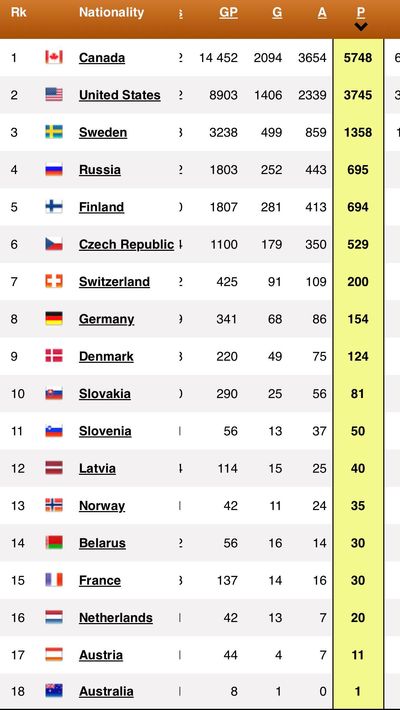 Rk Nationality s GP G A P
1 Canada 2 14 452 2094 3654 5748 6
2 United States 2 8903 1406 2339 3745 3
3 Sweden 3 3238 499 859 1358 1
4 Russia 2 1803 252 443 695
5 Finland 1807 281 413 694
6 Czech Republic 4 1100 179 350 529
7 Switzerland 2 425 91 109 200
8 Germany 9 341 68 86 154
9 Denmark 3 220 49 75 124
10 Slovakia 290 25 56 81
11 Slovenia 56 13 37 50
12 Latvia 4 114 15 25 40
13 Norway 42 11 24 35
14 Belarus 2 56 16 14 30
15 France 3 137 14 16 30
16 Netherlands 42 13 7 20
17 Austria 44 4 7 11
18 Australia 8 1 0 1